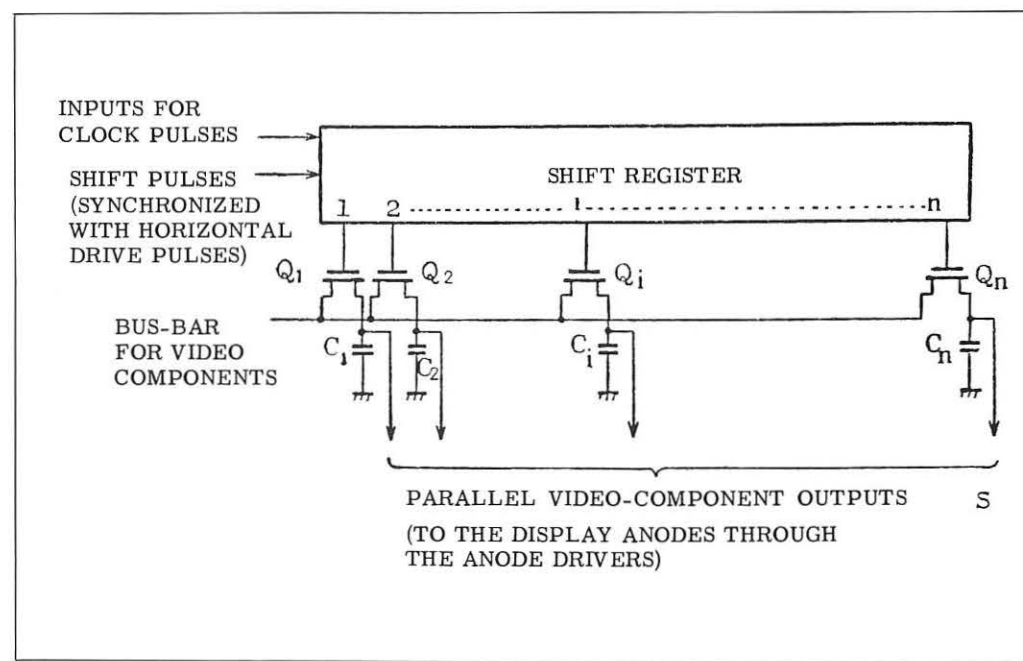 INPUTS FOR
CLOCK PULSES
SHIFT PULSES
(SYNCHRONIZED
WITH HORIZONTAL
DRIVE PULSES)
SHIFT REGISTER
1 2 ..................... i ........................................ n
Q1 Q2 Qi Qn
BUS-BAR
FOR VIDEO
COMPONENTS
C1 C2 Ci Cn
PARALLEL VIDEO-COMPONENT OUTPUTS S
(TO THE DISPLAY ANODES THROUGH
THE ANODE DRIVERS)